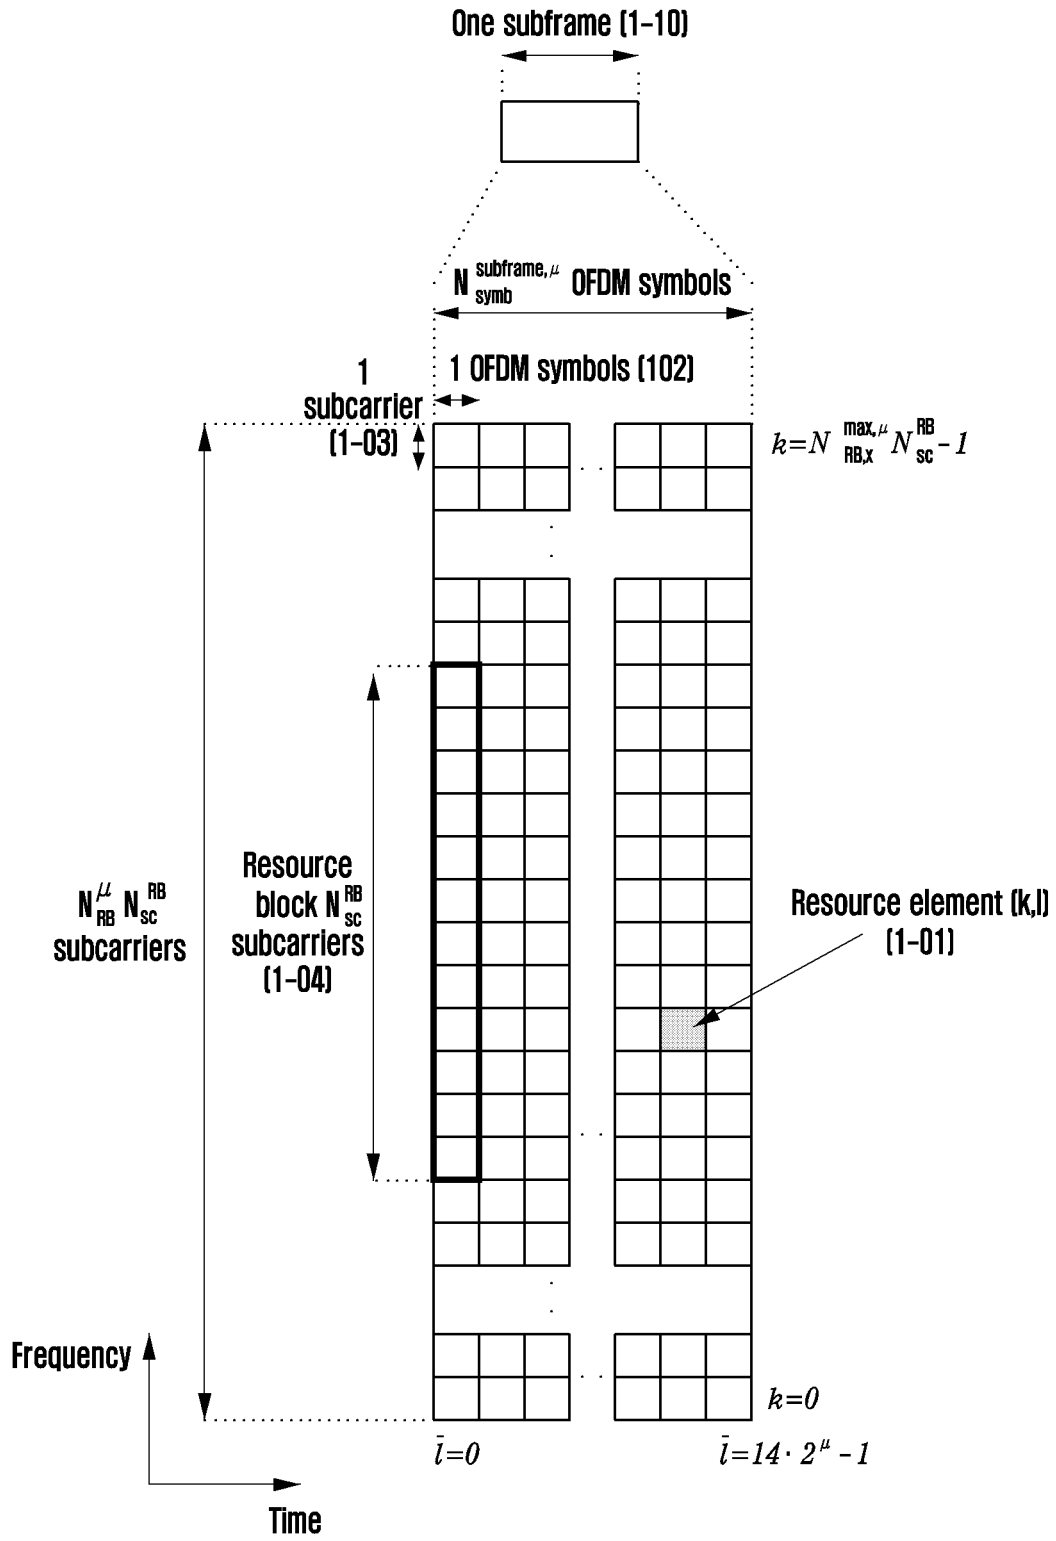 One subframe (1-10)
N subframe,μ symb OFDM symbols
1 OFDM symbols (102)
1
subcarrier
(1-03)
k=N max,μ RB,x N RB sc -1
Resource
block N RB sc
subcarriers
(1-04)
N μ RB N RB sc
subcarriers
Resource element (k,l)
(1-01)
Frequency
k=0
l̄=0
l̄=14· 2 μ -1
Time